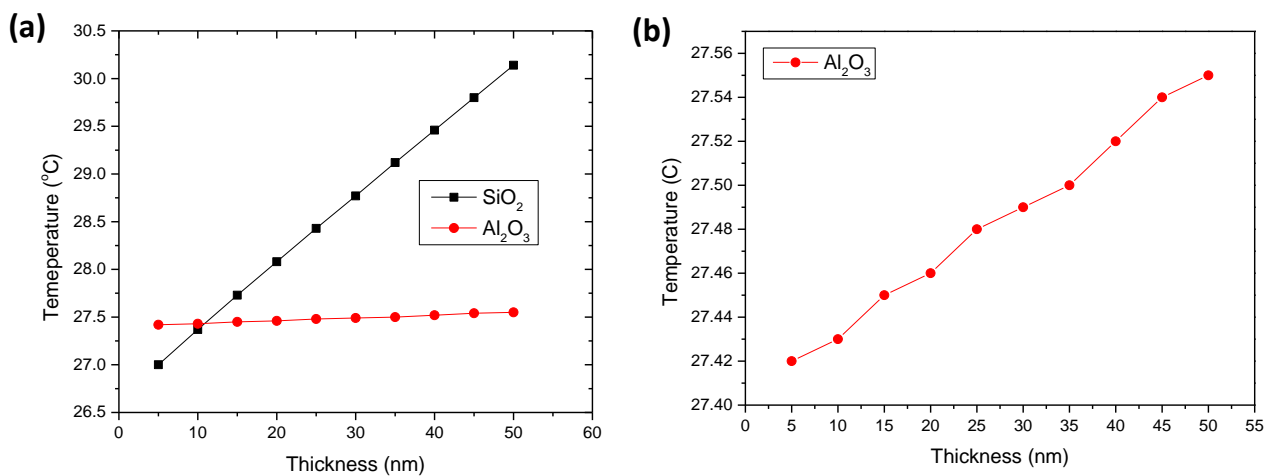 (a)
30.5
30.0
29.5
29.0
28.5
28.0
27.5
27.0
26.5
Temeperature (°C)
SiO₂
Al₂O₃
0 10 20 30 40 50 60
Thickness (nm)
(b)
27.56
27.54
27.52
27.50
27.48
27.46
27.44
27.42
27.40
Temperature (C)
Al₂O₃
0 5 10 15 20 25 30 35 40 45 50 55
Thickness (nm)